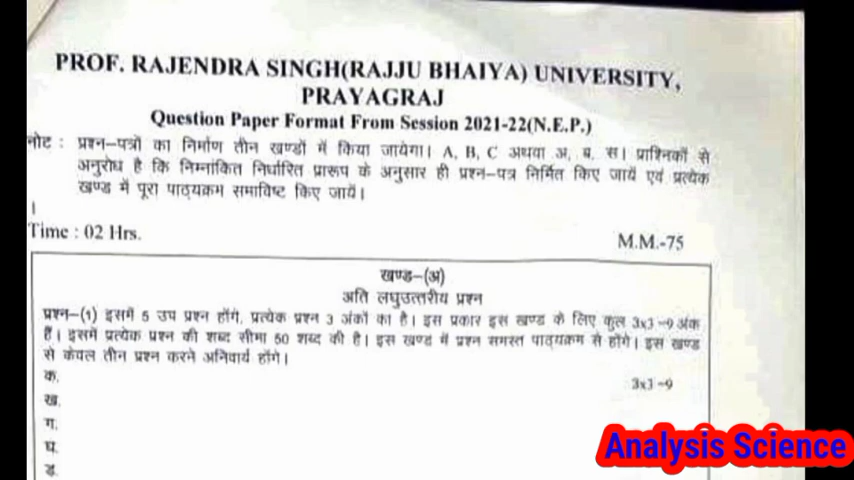 PROF. RAJENDRA SINGH(RAJJU BHAIYA) UNIVERSITY,
PRAYAGRAJ
Question Paper Format From Session 2021-22(N.E.P.)
नोट : प्रश्न–पत्रों का निर्माण तीन खण्डों में किया जायेगा। A, B, C अथवा अ, ब, स। प्राश्निकों से
अनुरोध है कि निम्नांकित निर्धारित प्रारूप के अनुसार ही प्रश्न–पत्र निर्मित किए जायें एवं प्रत्येक
खण्ड में पूरा पाठ्यक्रम समाविष्ट किए जायें।
Time : 02 Hrs.
M.M.-75
खण्ड–(अ)
अति लघुउत्तरीय प्रश्न
प्रश्न–(1) इसमें 5 उप प्रश्न होंगे, प्रत्येक प्रश्न 3 अंकों का है। इस प्रकार इस खण्ड के लिए कुल 3x3 –9 अंक
हैं। इसमें प्रत्येक प्रश्न की शब्द सीमा 50 शब्द की है। इस खण्ड में प्रश्न समस्त पाठ्यक्रम से होंगे। इस खण्ड
से केवल तीन प्रश्न करने अनिवार्य होंगे।
क. 3x3 –9
ख.
ग.
घ.
ड.
Analysis Science